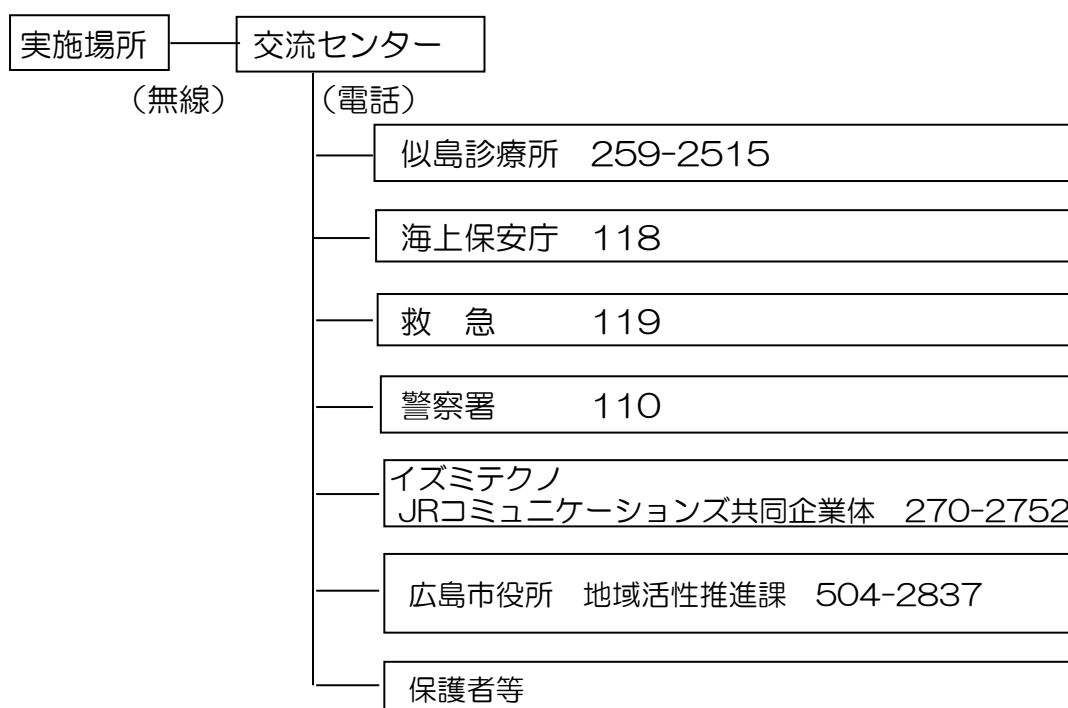 実施場所 交流センター
（無線） （電話）
似島診療所　259-2515
海上保安庁　118
救　急　　　119
警察署　　　110
イズミテクノ
JRコミュニケーションズ共同企業体　270-2752
広島市役所　地域活性推進課　504-2837
保護者等